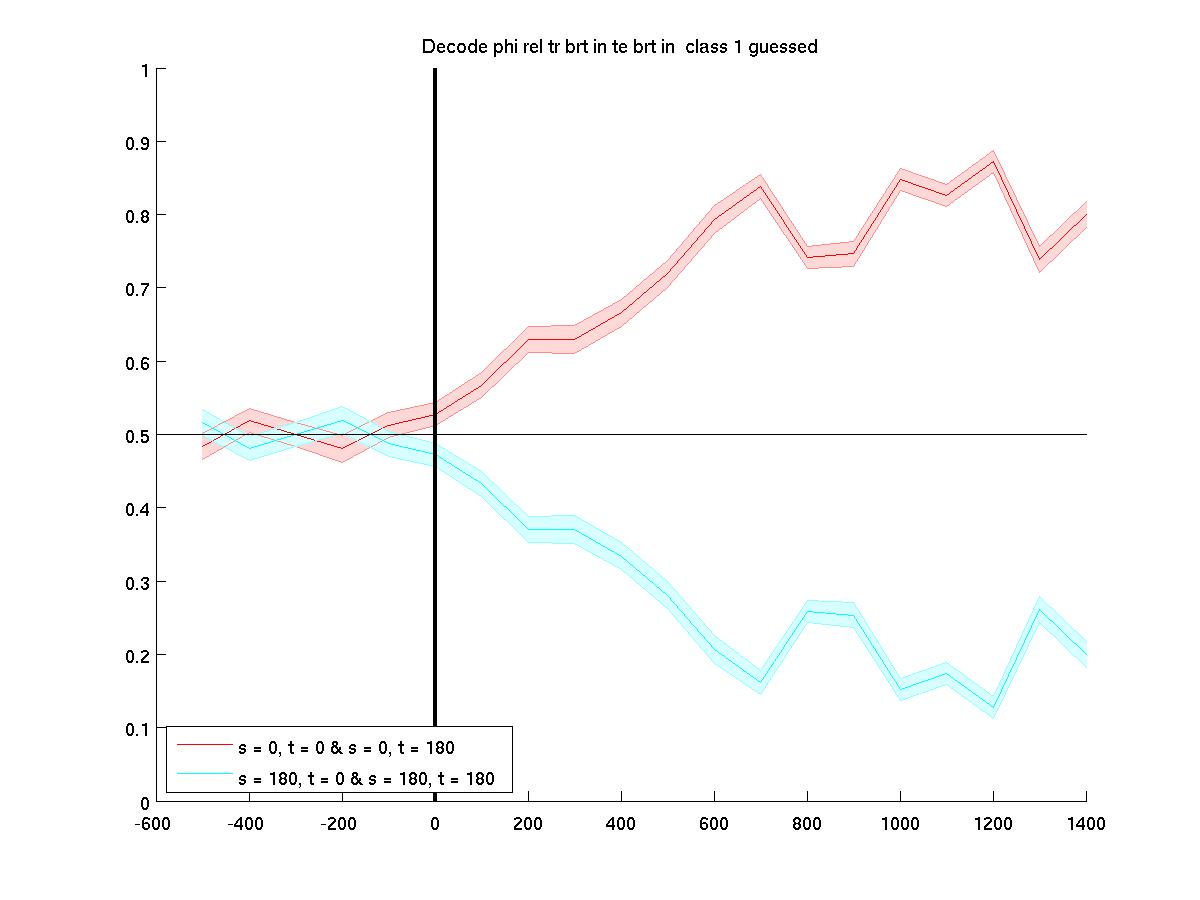 Decode phi rel tr brt in te brt in  class 1 guessed
1
0.9
0.8
0.7
0.6
0.5
0.4
0.3
0.2
0.1
0
s = 0, t = 0 & s = 0, t = 180
s = 180, t = 0 & s = 180, t = 180
-600 -400 -200 0 200 400 600 800 1000 1200 1400